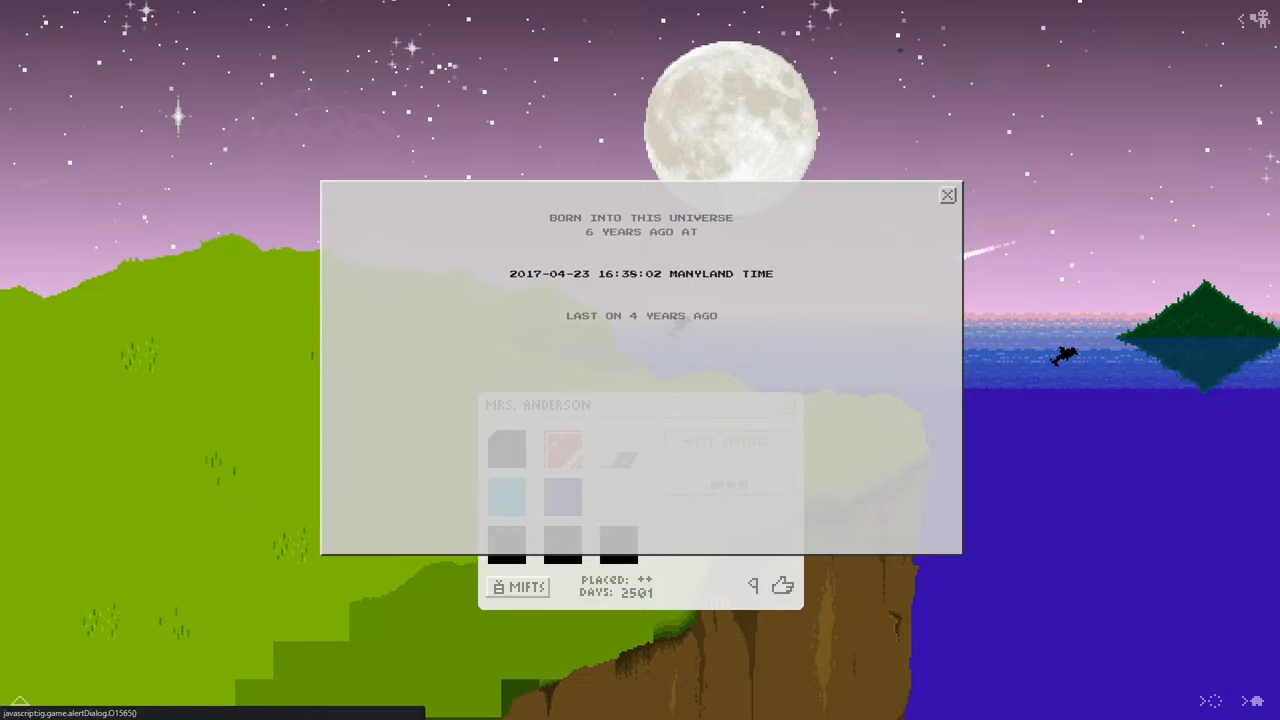 BORN INTO THIS UNIVERSE
6 YEARS AGO AT
2017-04-23 16:38:02 MANYLAND TIME
LAST ON 4 YEARS AGO
MRS. ANDERSON
MIFTS
PLACED: ++
DAYS: 2501
javascript:ig.game.alertDialog.O1565()